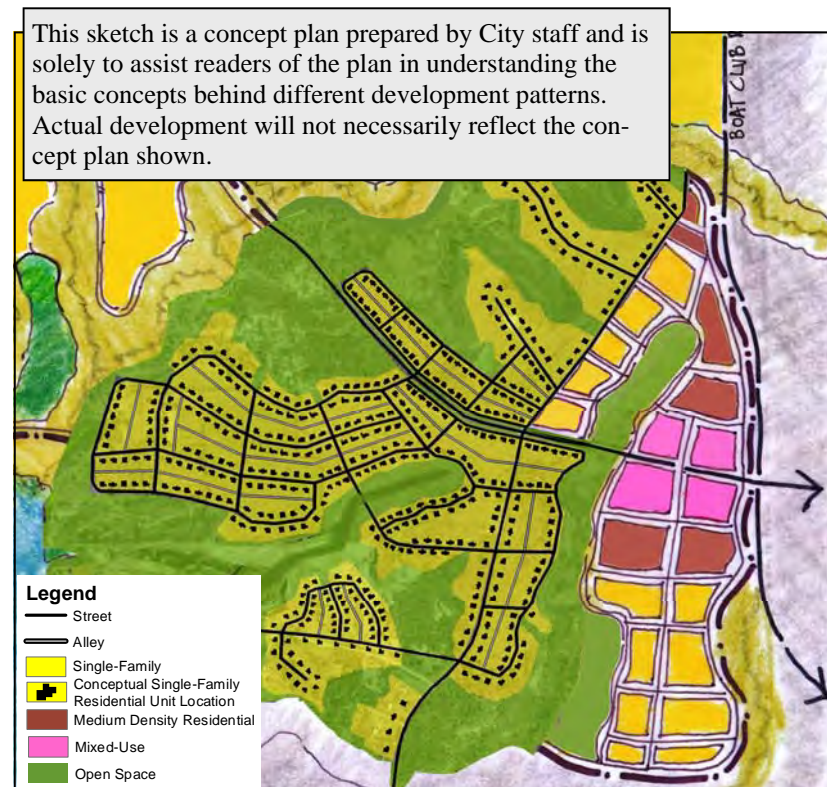 This sketch is a concept plan prepared by City staff and is
solely to assist readers of the plan in understanding the
basic concepts behind different development patterns.
Actual development will not necessarily reflect the con-
cept plan shown.
BOAT CLUB
Legend
Street
Alley
Single-Family
Conceptual Single-Family
Residential Unit Location
Medium Density Residential
Mixed-Use
Open Space